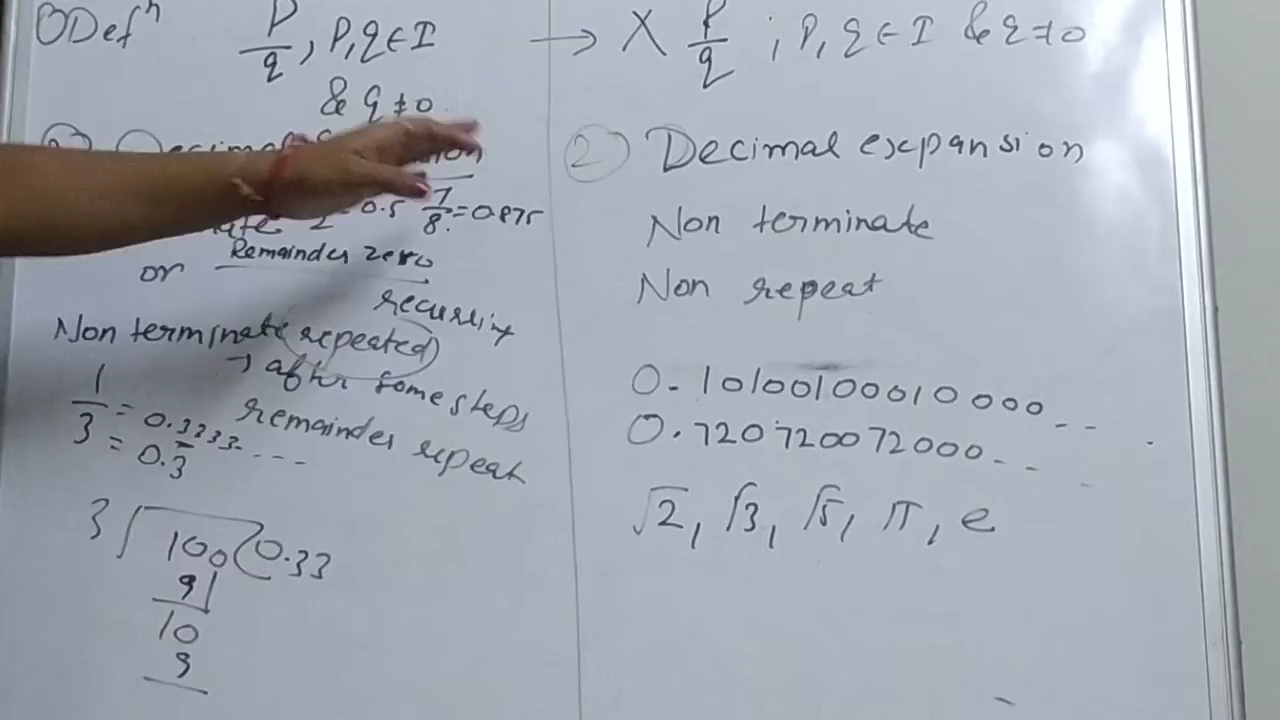 ① Defⁿ p/q, P, q ∈ I
& q ≠ 0
or Remainder zero
1/2 = 0.5 7/8 = 0.875
recurring
Non terminate (repeated)
→ after some steps
remainder repeat
1/3 = 0.3333....
= 0.3̅
3 100 0.33
9
10
9
→ X P/q ; P, q ∈ I & q ≠ 0
② Decimal expansion
Non terminate
Non repeat
0.10100100010000...
0.720720072000...
√2, √3, √5, π, e